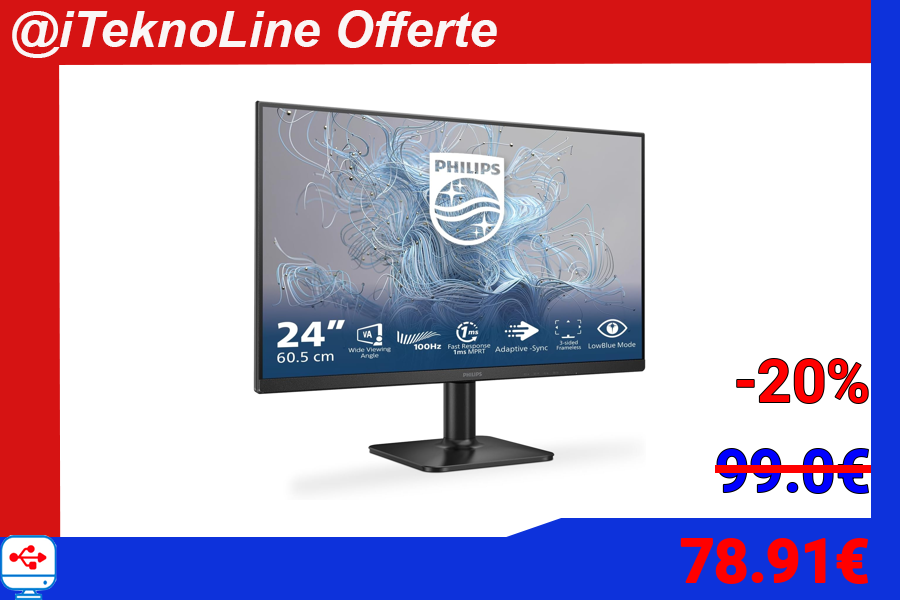 @iTeknoLine Offerte
PHILIPS
24"
60.5 cm
VA
Wide Viewing
Angle
100Hz
1ms
Fast Response
1ms MPRT
Adaptive -Sync
3-sided
Frameless
LowBlue Mode
PHILIPS
-20%
99.0€
78.91€